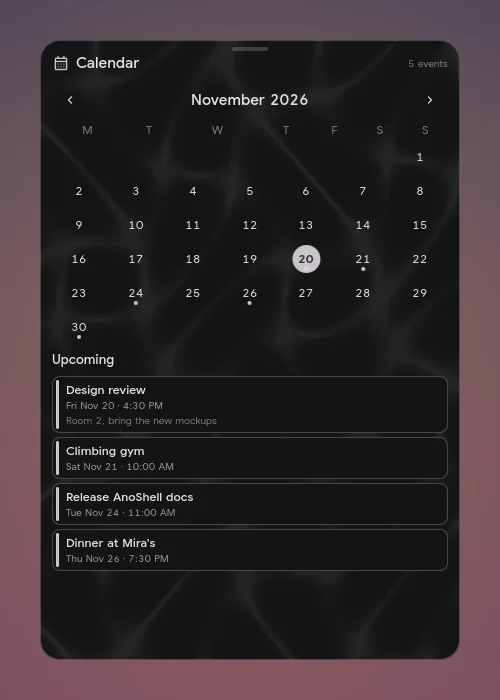 Calendar
5 events
November 2026
M T W T F S S
1
2 3 4 5 6 7 8
9 10 11 12 13 14 15
16 17 18 19 20 21 22
23 24 25 26 27 28 29
30
Upcoming
Design review
Fri Nov 20 · 4:30 PM
Room 2, bring the new mockups
Climbing gym
Sat Nov 21 · 10:00 AM
Release AnoShell docs
Tue Nov 24 · 11:00 AM
Dinner at Mira's
Thu Nov 26 · 7:30 PM